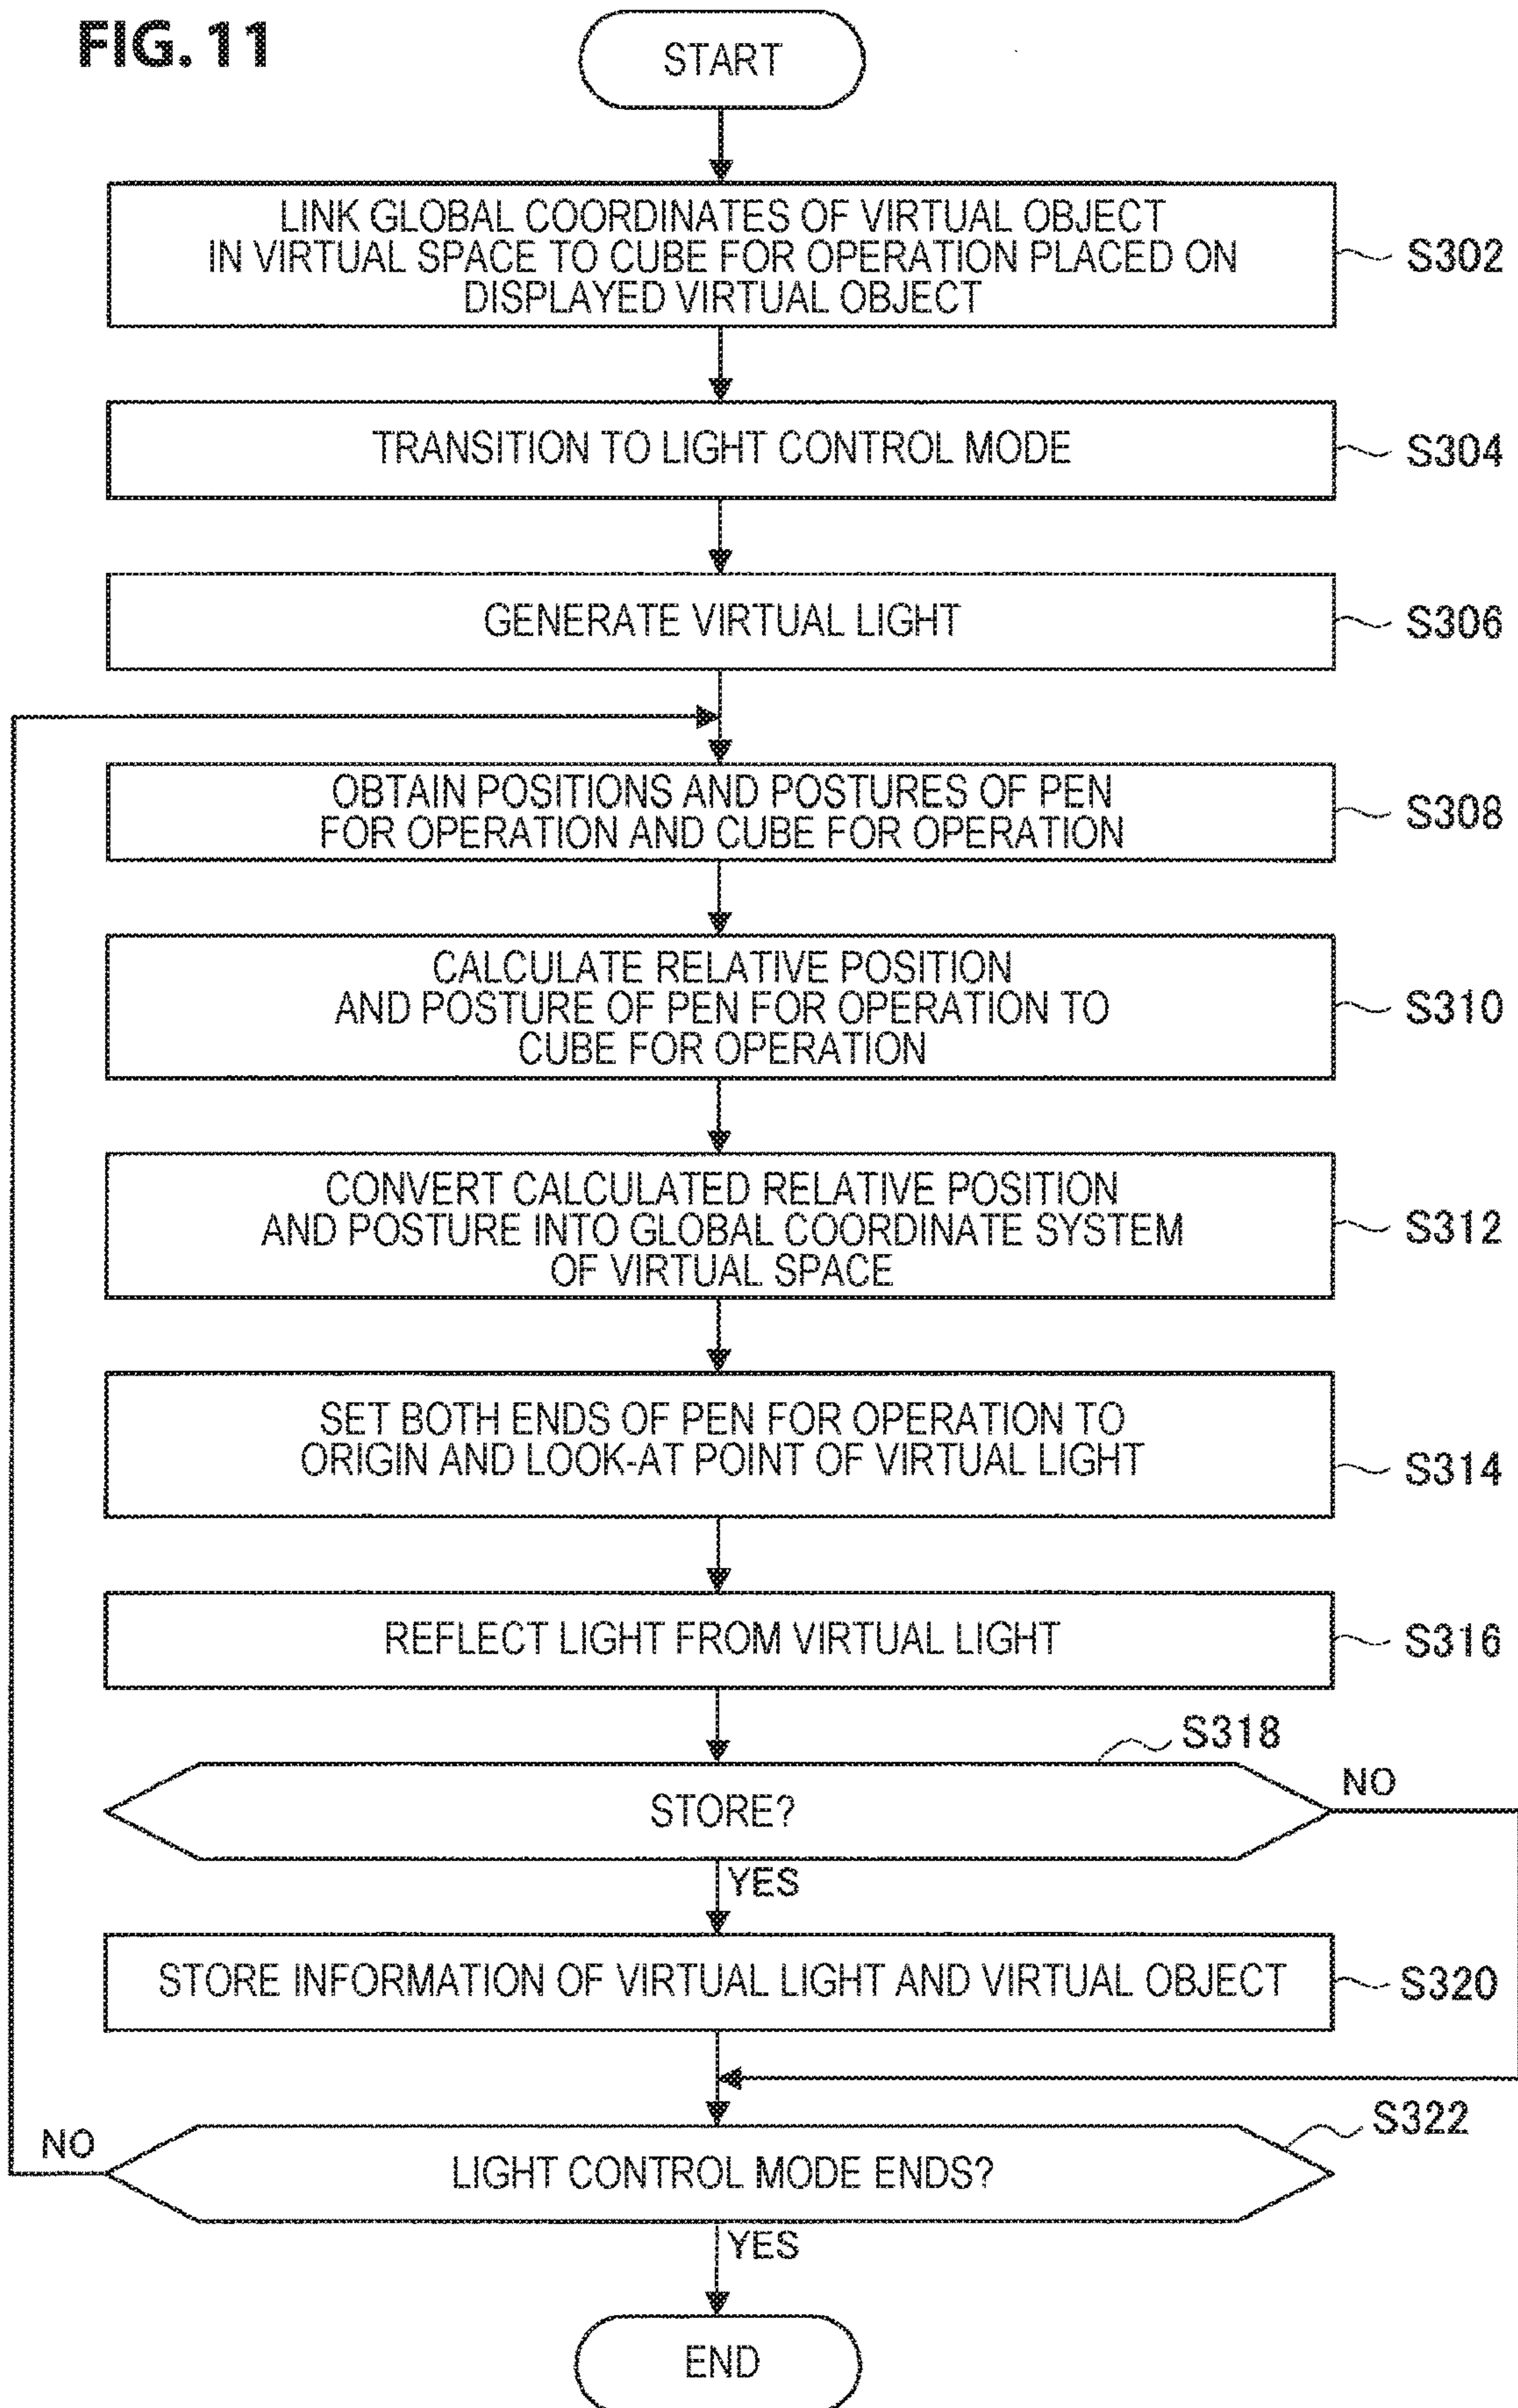 FIG. 11
START
LINK GLOBAL COORDINATES OF VIRTUAL OBJECT
IN VIRTUAL SPACE TO CUBE FOR OPERATION PLACED ON
DISPLAYED VIRTUAL OBJECT
S302
TRANSITION TO LIGHT CONTROL MODE
S304
GENERATE VIRTUAL LIGHT
S306
OBTAIN POSITIONS AND POSTURES OF PEN
FOR OPERATION AND CUBE FOR OPERATION
S308
CALCULATE RELATIVE POSITION
AND POSTURE OF PEN FOR OPERATION TO
CUBE FOR OPERATION
S310
CONVERT CALCULATED RELATIVE POSITION
AND POSTURE INTO GLOBAL COORDINATE SYSTEM
OF VIRTUAL SPACE
S312
SET BOTH ENDS OF PEN FOR OPERATION TO
ORIGIN AND LOOK-AT POINT OF VIRTUAL LIGHT
S314
REFLECT LIGHT FROM VIRTUAL LIGHT
S316
S318
STORE?
NO
YES
STORE INFORMATION OF VIRTUAL LIGHT AND VIRTUAL OBJECT
S320
S322
NO
LIGHT CONTROL MODE ENDS?
YES
END